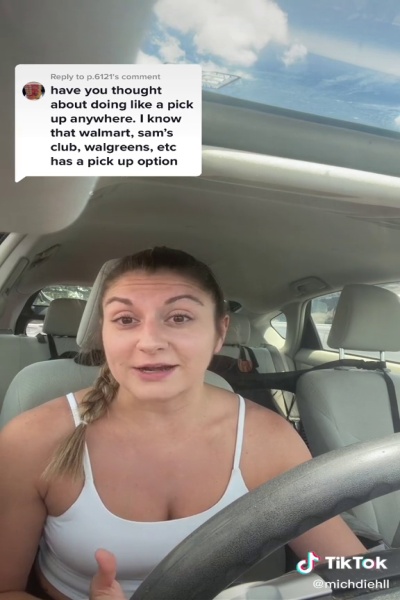 Reply to p.6121's comment
have you thought
about doing like a pick
up anywhere. I know
that walmart, sam's
club, walgreens, etc
has a pick up option
TikTok
@michdiehll